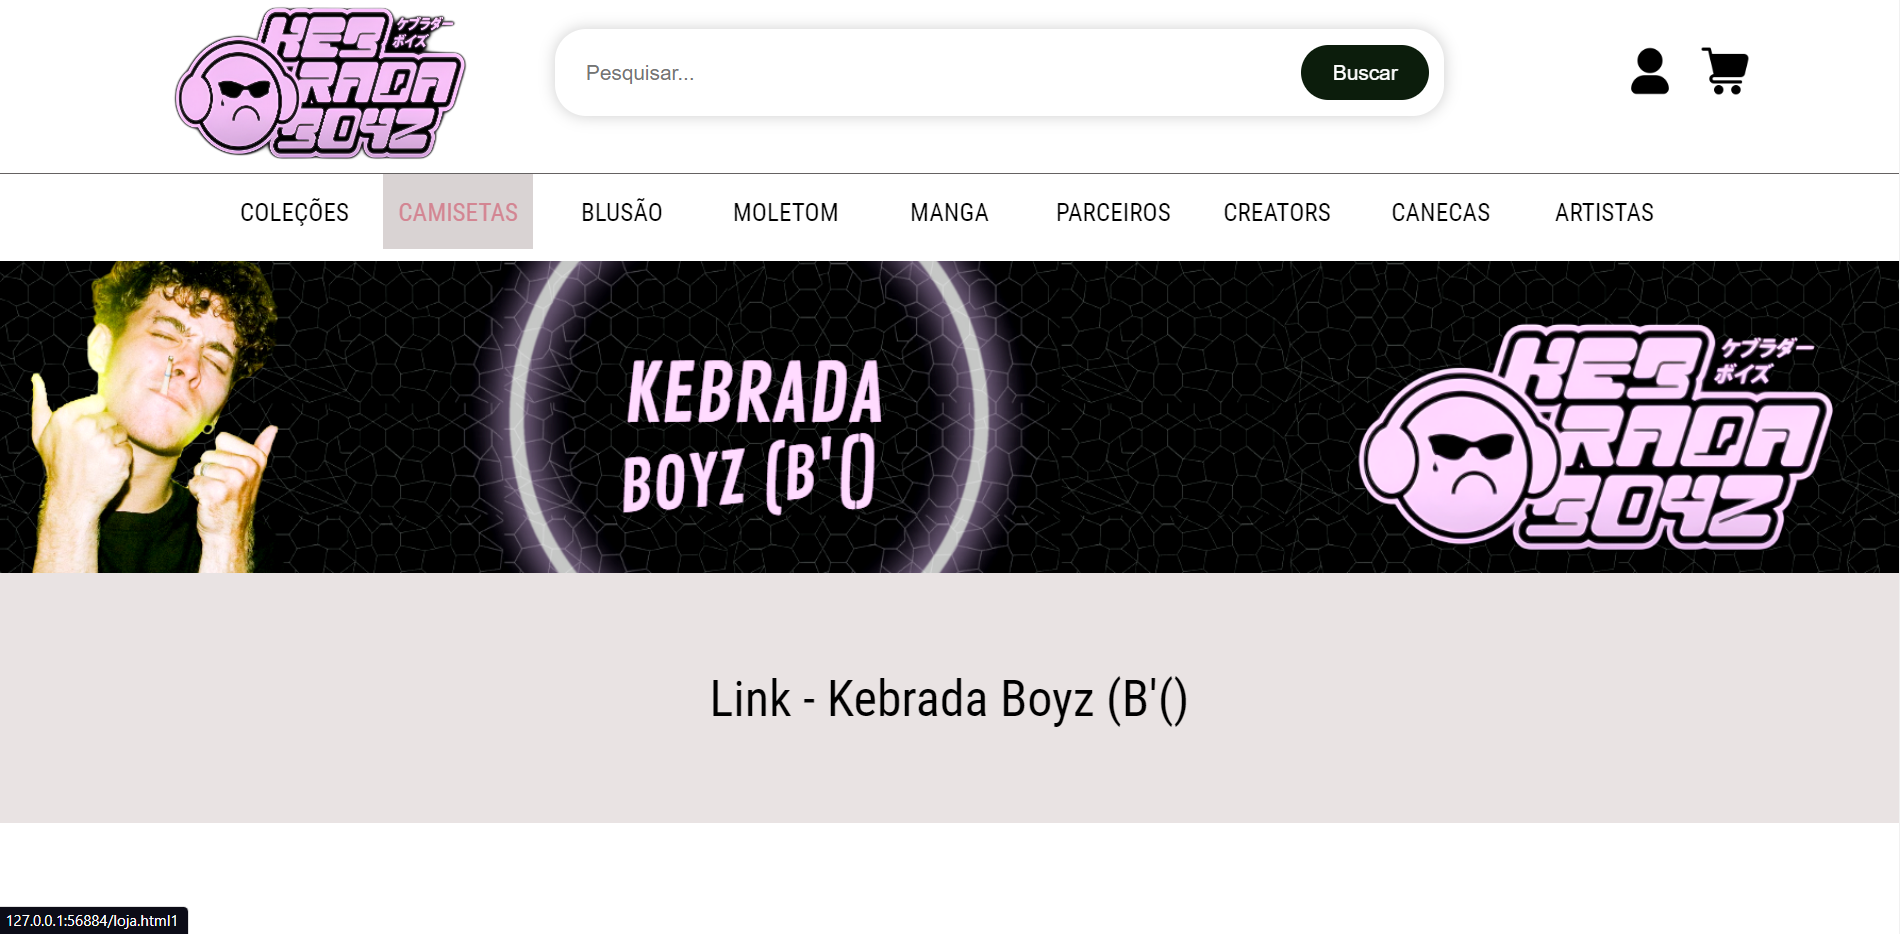 KEB
ケブラダー
ボイズ
RADA
BOYZ
Pesquisar...
Buscar
COLEÇÕES
CAMISETAS
BLUSÃO
MOLETOM
MANGA
PARCEIROS
CREATORS
CANECAS
ARTISTAS
KEBRADA
BOYZ (B'()
KEB
ケブラダー
ボイズ
RADA
BOYZ
Link - Kebrada Boyz (B'()
127.0.0.1:56884/loja.html1